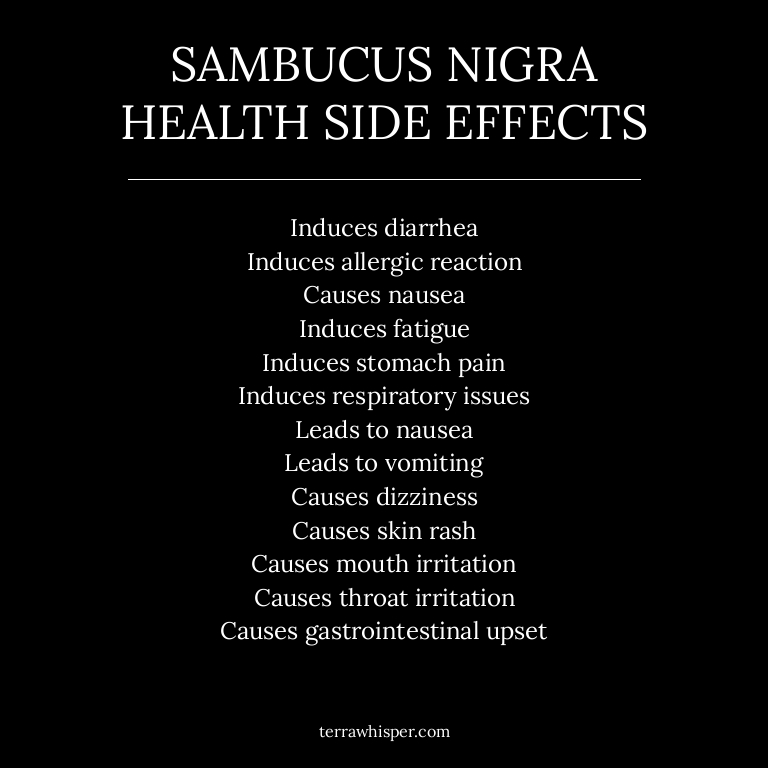 SAMBUCUS NIGRA
HEALTH SIDE EFFECTS
Induces diarrhea
Induces allergic reaction
Causes nausea
Induces fatigue
Induces stomach pain
Induces respiratory issues
Leads to nausea
Leads to vomiting
Causes dizziness
Causes skin rash
Causes mouth irritation
Causes throat irritation
Causes gastrointestinal upset
terrawhisper.com